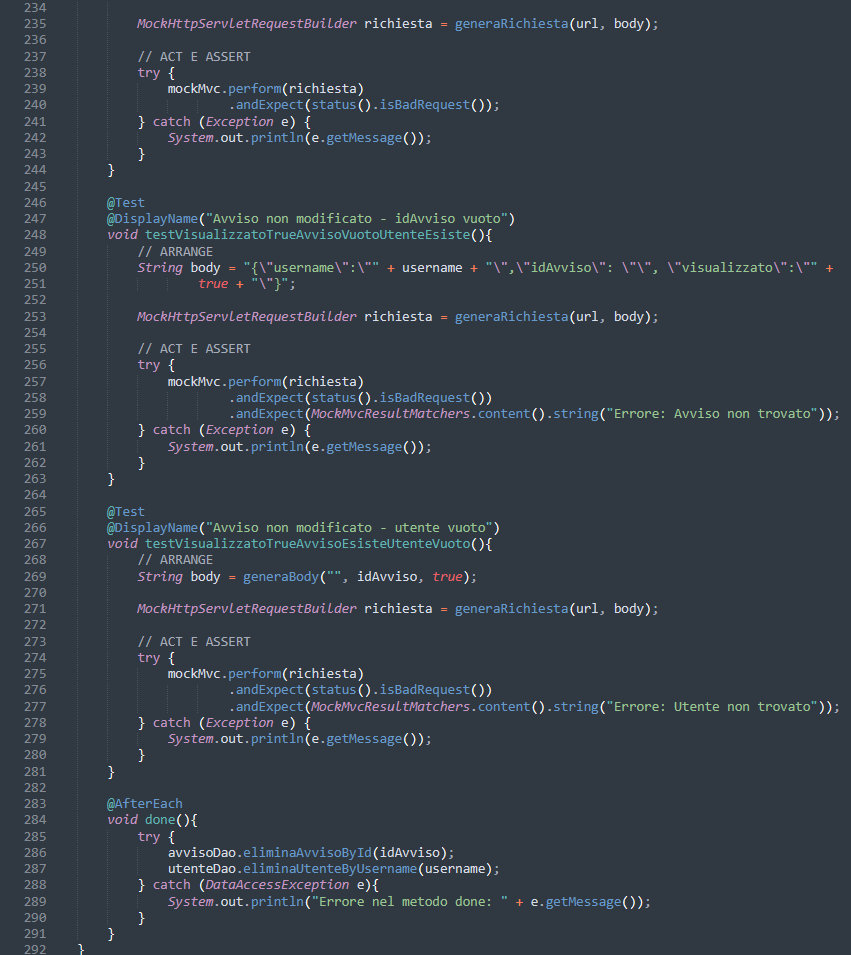 234
235 MockHttpServletRequestBuilder richiesta = generaRichiesta(url, body);
236
237 // ACT E ASSERT
238 try {
239 mockMvc.perform(richiesta)
240 .andExpect(status().isBadRequest());
241 } catch (Exception e) {
242 System.out.println(e.getMessage());
243 }
244 }
245
246 @Test
247 @DisplayName("Avviso non modificato - idAvviso vuoto")
248 void testVisualizzatoTrueAvvisoVuotoUtenteEsiste(){
249 // ARRANGE
250 String body = "{\"username\":\"" + username + "\",\"idAvviso\": \"\", \"visualizzato\":\"" +
251 true + "\"}";
252
253 MockHttpServletRequestBuilder richiesta = generaRichiesta(url, body);
254
255 // ACT E ASSERT
256 try {
257 mockMvc.perform(richiesta)
258 .andExpect(status().isBadRequest())
259 .andExpect(MockMvcResultMatchers.content().string("Errore: Avviso non trovato"));
260 } catch (Exception e) {
261 System.out.println(e.getMessage());
262 }
263 }
264
265 @Test
266 @DisplayName("Avviso non modificato - utente vuoto")
267 void testVisualizzatoTrueAvvisoEsisteUtenteVuoto(){
268 // ARRANGE
269 String body = generaBody("", idAvviso, true);
270
271 MockHttpServletRequestBuilder richiesta = generaRichiesta(url, body);
272
273 // ACT E ASSERT
274 try {
275 mockMvc.perform(richiesta)
276 .andExpect(status().isBadRequest())
277 .andExpect(MockMvcResultMatchers.content().string("Errore: Utente non trovato"));
278 } catch (Exception e) {
279 System.out.println(e.getMessage());
280 }
281 }
282
283 @AfterEach
284 void done(){
285 try {
286 avvisoDao.eliminaAvvisoById(idAvviso);
287 utenteDao.eliminaUtenteByUsername(username);
288 } catch (DataAccessException e){
289 System.out.println("Errore nel metodo done: " + e.getMessage());
290 }
291 }
292 }